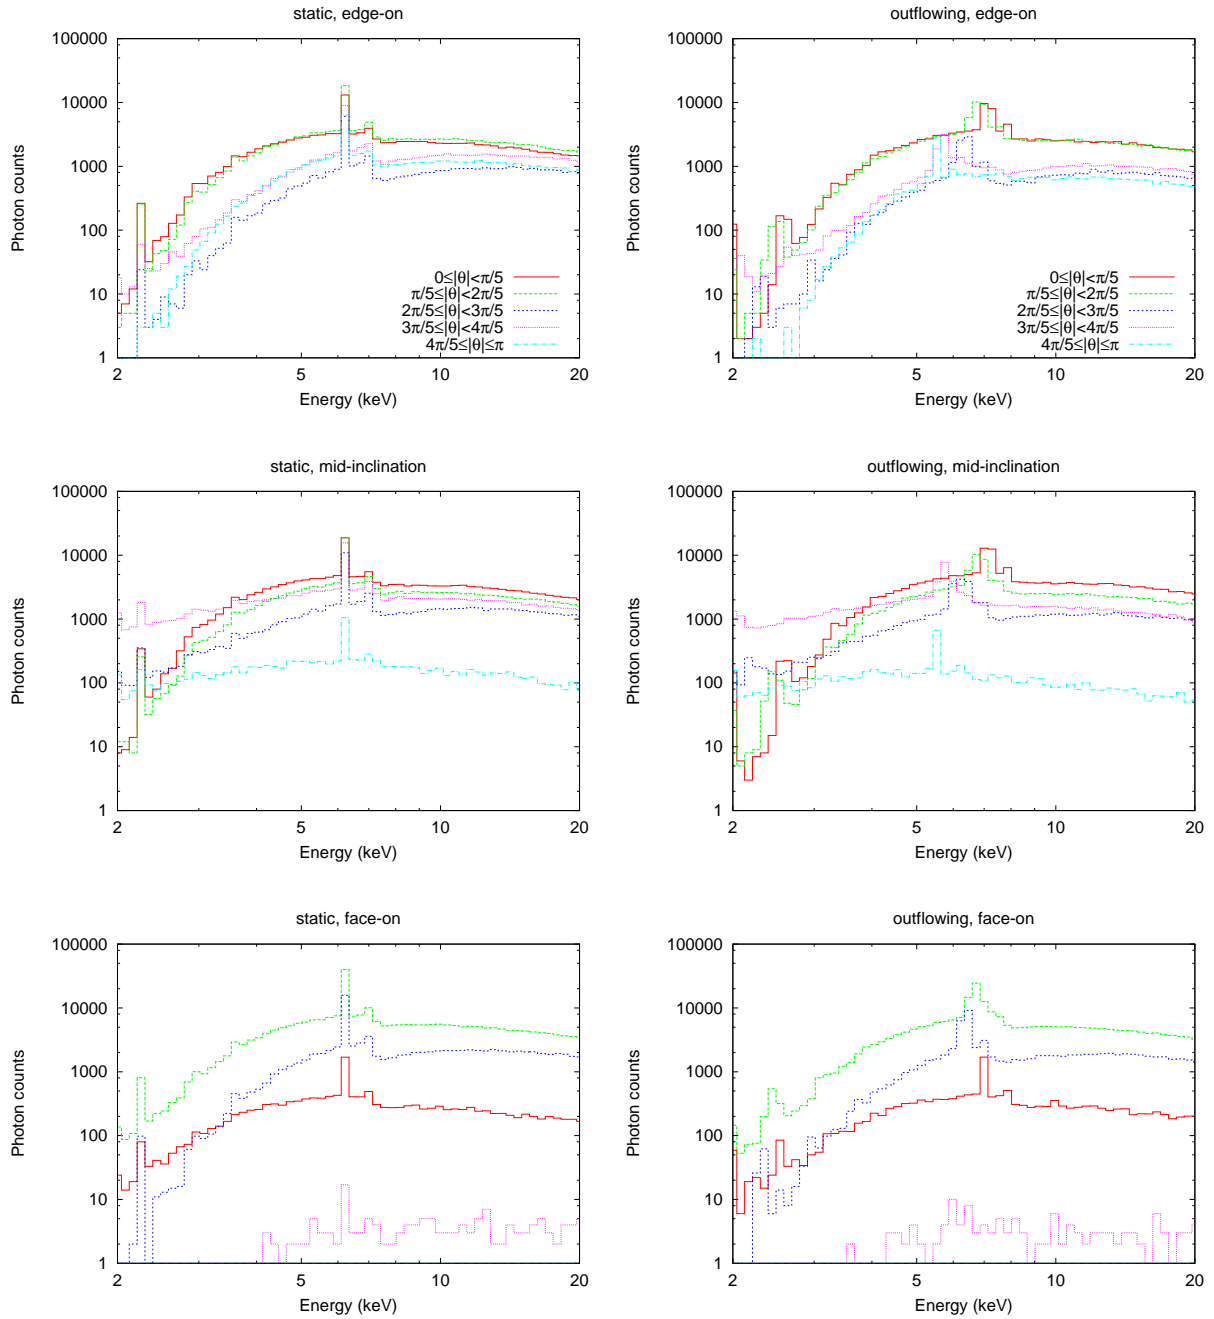 static, edge-on
100000
10000
1000
100
10
1
Photon counts
0≤|θ|<π/5
π/5≤|θ|<2π/5
2π/5≤|θ|<3π/5
3π/5≤|θ|<4π/5
4π/5≤|θ|≤π
2 5 10 20
Energy (keV)
outflowing, edge-on
100000
10000
1000
100
10
1
Photon counts
0≤|θ|<π/5
π/5≤|θ|<2π/5
2π/5≤|θ|<3π/5
3π/5≤|θ|<4π/5
4π/5≤|θ|≤π
2 5 10 20
Energy (keV)
static, mid-inclination
100000
10000
1000
100
10
1
Photon counts
2 5 10 20
Energy (keV)
outflowing, mid-inclination
100000
10000
1000
100
10
1
Photon counts
2 5 10 20
Energy (keV)
static, face-on
100000
10000
1000
100
10
1
Photon counts
2 5 10 20
Energy (keV)
outflowing, face-on
100000
10000
1000
100
10
1
Photon counts
2 5 10 20
Energy (keV)